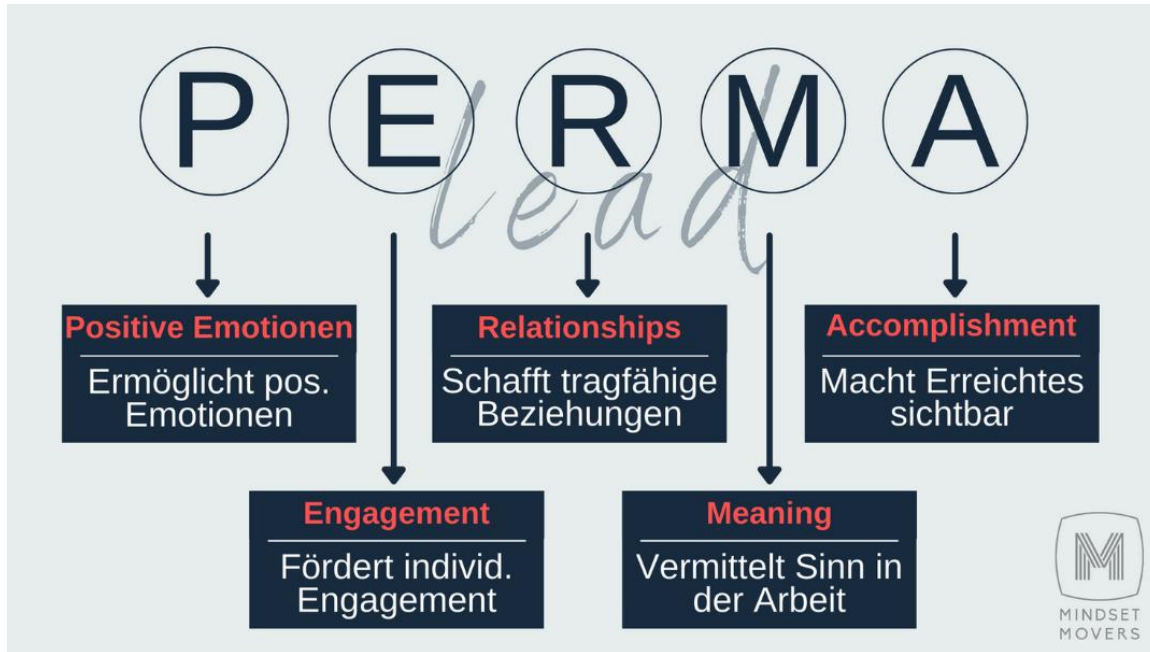 P E R M A
lead
Positive Emotionen
Ermöglicht pos.
Emotionen
Relationships
Schafft tragfähige
Beziehungen
Accomplishment
Macht Erreichtes
sichtbar
Engagement
Fördert individ.
Engagement
Meaning
Vermittelt Sinn in
der Arbeit
M
MINDSET
MOVERS